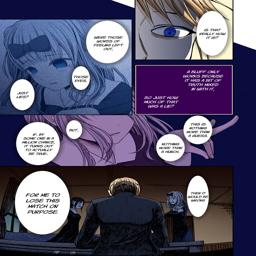 WERE THOSE
WORDS OF
FEELING LEFT
OUT.
THOSE
EYES.
JUST
LIES?
IS THAT
REALLY HOW
IT IS?
A BLUFF ONLY
WORKS BECAUSE
IT HAS A BIT OF
TRUTH MIXED IN
WITH IT.
SO JUST HOW
MUCH OF THAT
WAS A LIE?
BUT,
THIS IS
NOTHING
MORE THAN
A GUESS.
NOTHING
MORE THAN
A HUNCH.
IF, BY
SOME ONE IN
A MILLION
CHANCE,
IT TURNS OUT
TO ACTUALLY
BE TRUE,
THEN IT
WOULD BE
FOR ME TO
LOSE THIS
MATCH ON
PURPOSE.